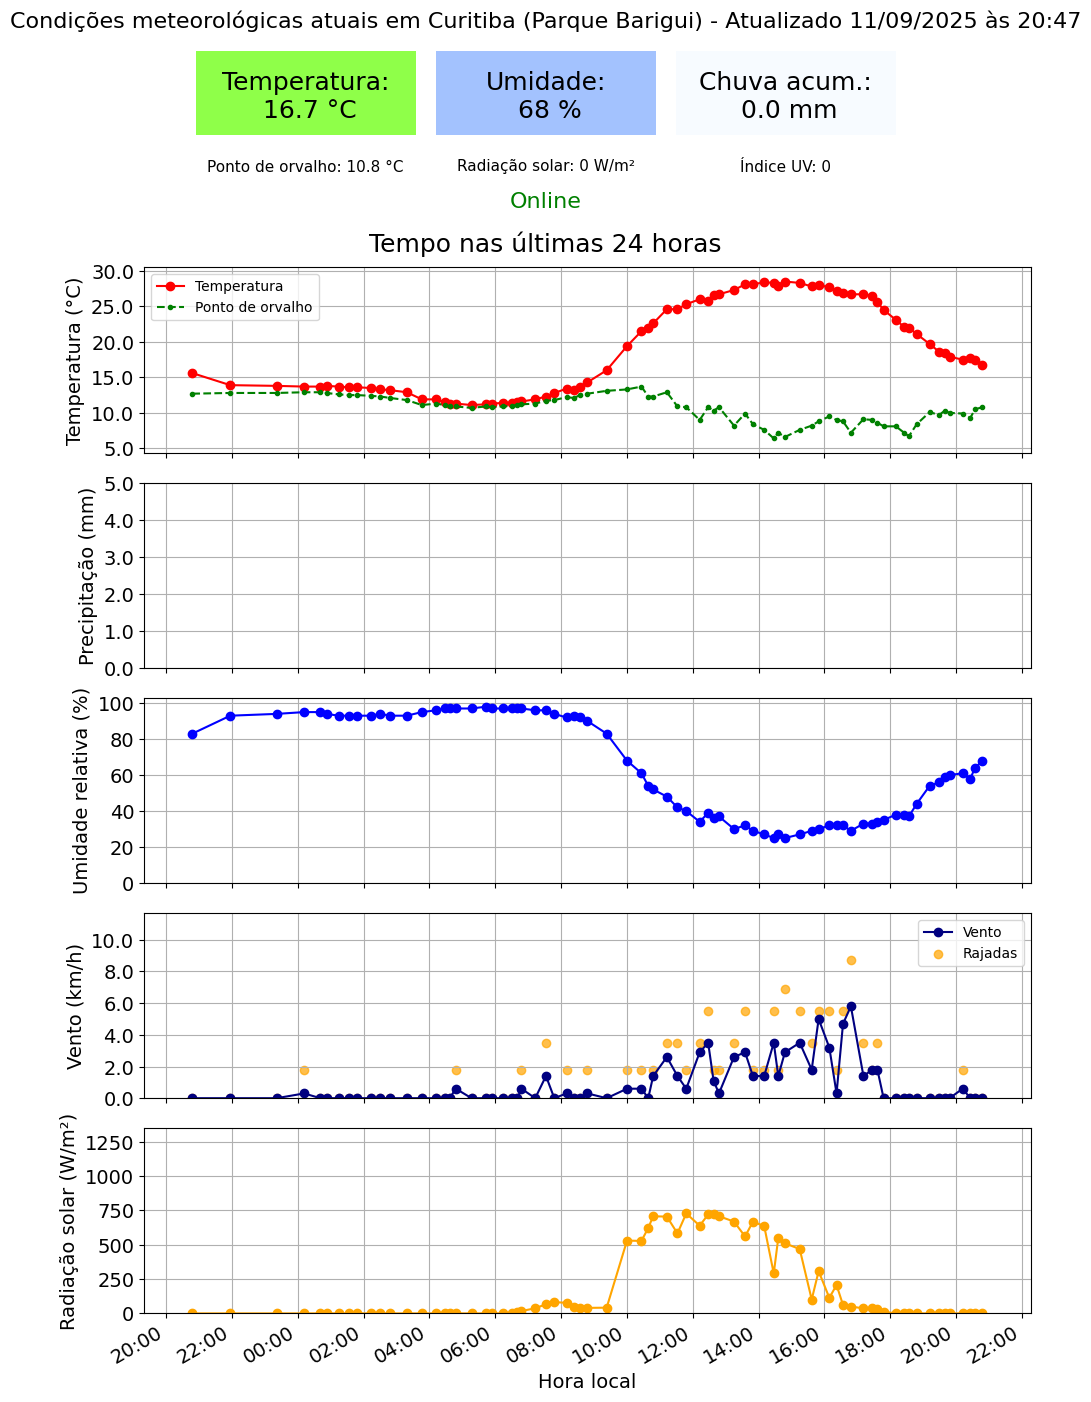 Condições meteorológicas atuais em Curitiba (Parque Barigui) - Atualizado 11/09/2025 às 20:47
Temperatura:
16.7 °C
Umidade:
68 %
Chuva acum.:
0.0 mm
Ponto de orvalho: 10.8 °C
Radiação solar: 0 W/m²
Índice UV: 0
Online
Tempo nas últimas 24 horas
Temperatura (°C)
30.0
25.0
20.0
15.0
10.0
5.0
Temperatura
Ponto de orvalho
Precipitação (mm)
5.0
4.0
3.0
2.0
1.0
0.0
Umidade relativa (%)
100
80
60
40
20
0
Vento (km/h)
10.0
8.0
6.0
4.0
2.0
0.0
Vento
Rajadas
Radiação solar (W/m²)
1250
1000
750
500
250
0
20:00
22:00
00:00
02:00
04:00
06:00
08:00
10:00
12:00
14:00
16:00
18:00
20:00
22:00
Hora local